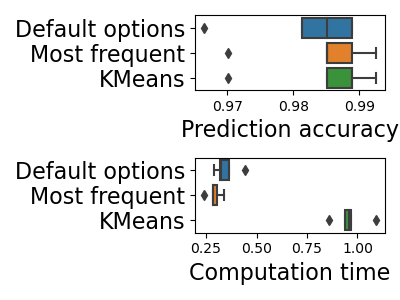 Default options
Most frequent
KMeans
0.97 0.98 0.99
Prediction accuracy
Default options
Most frequent
KMeans
0.25 0.50 0.75 1.00
Computation time